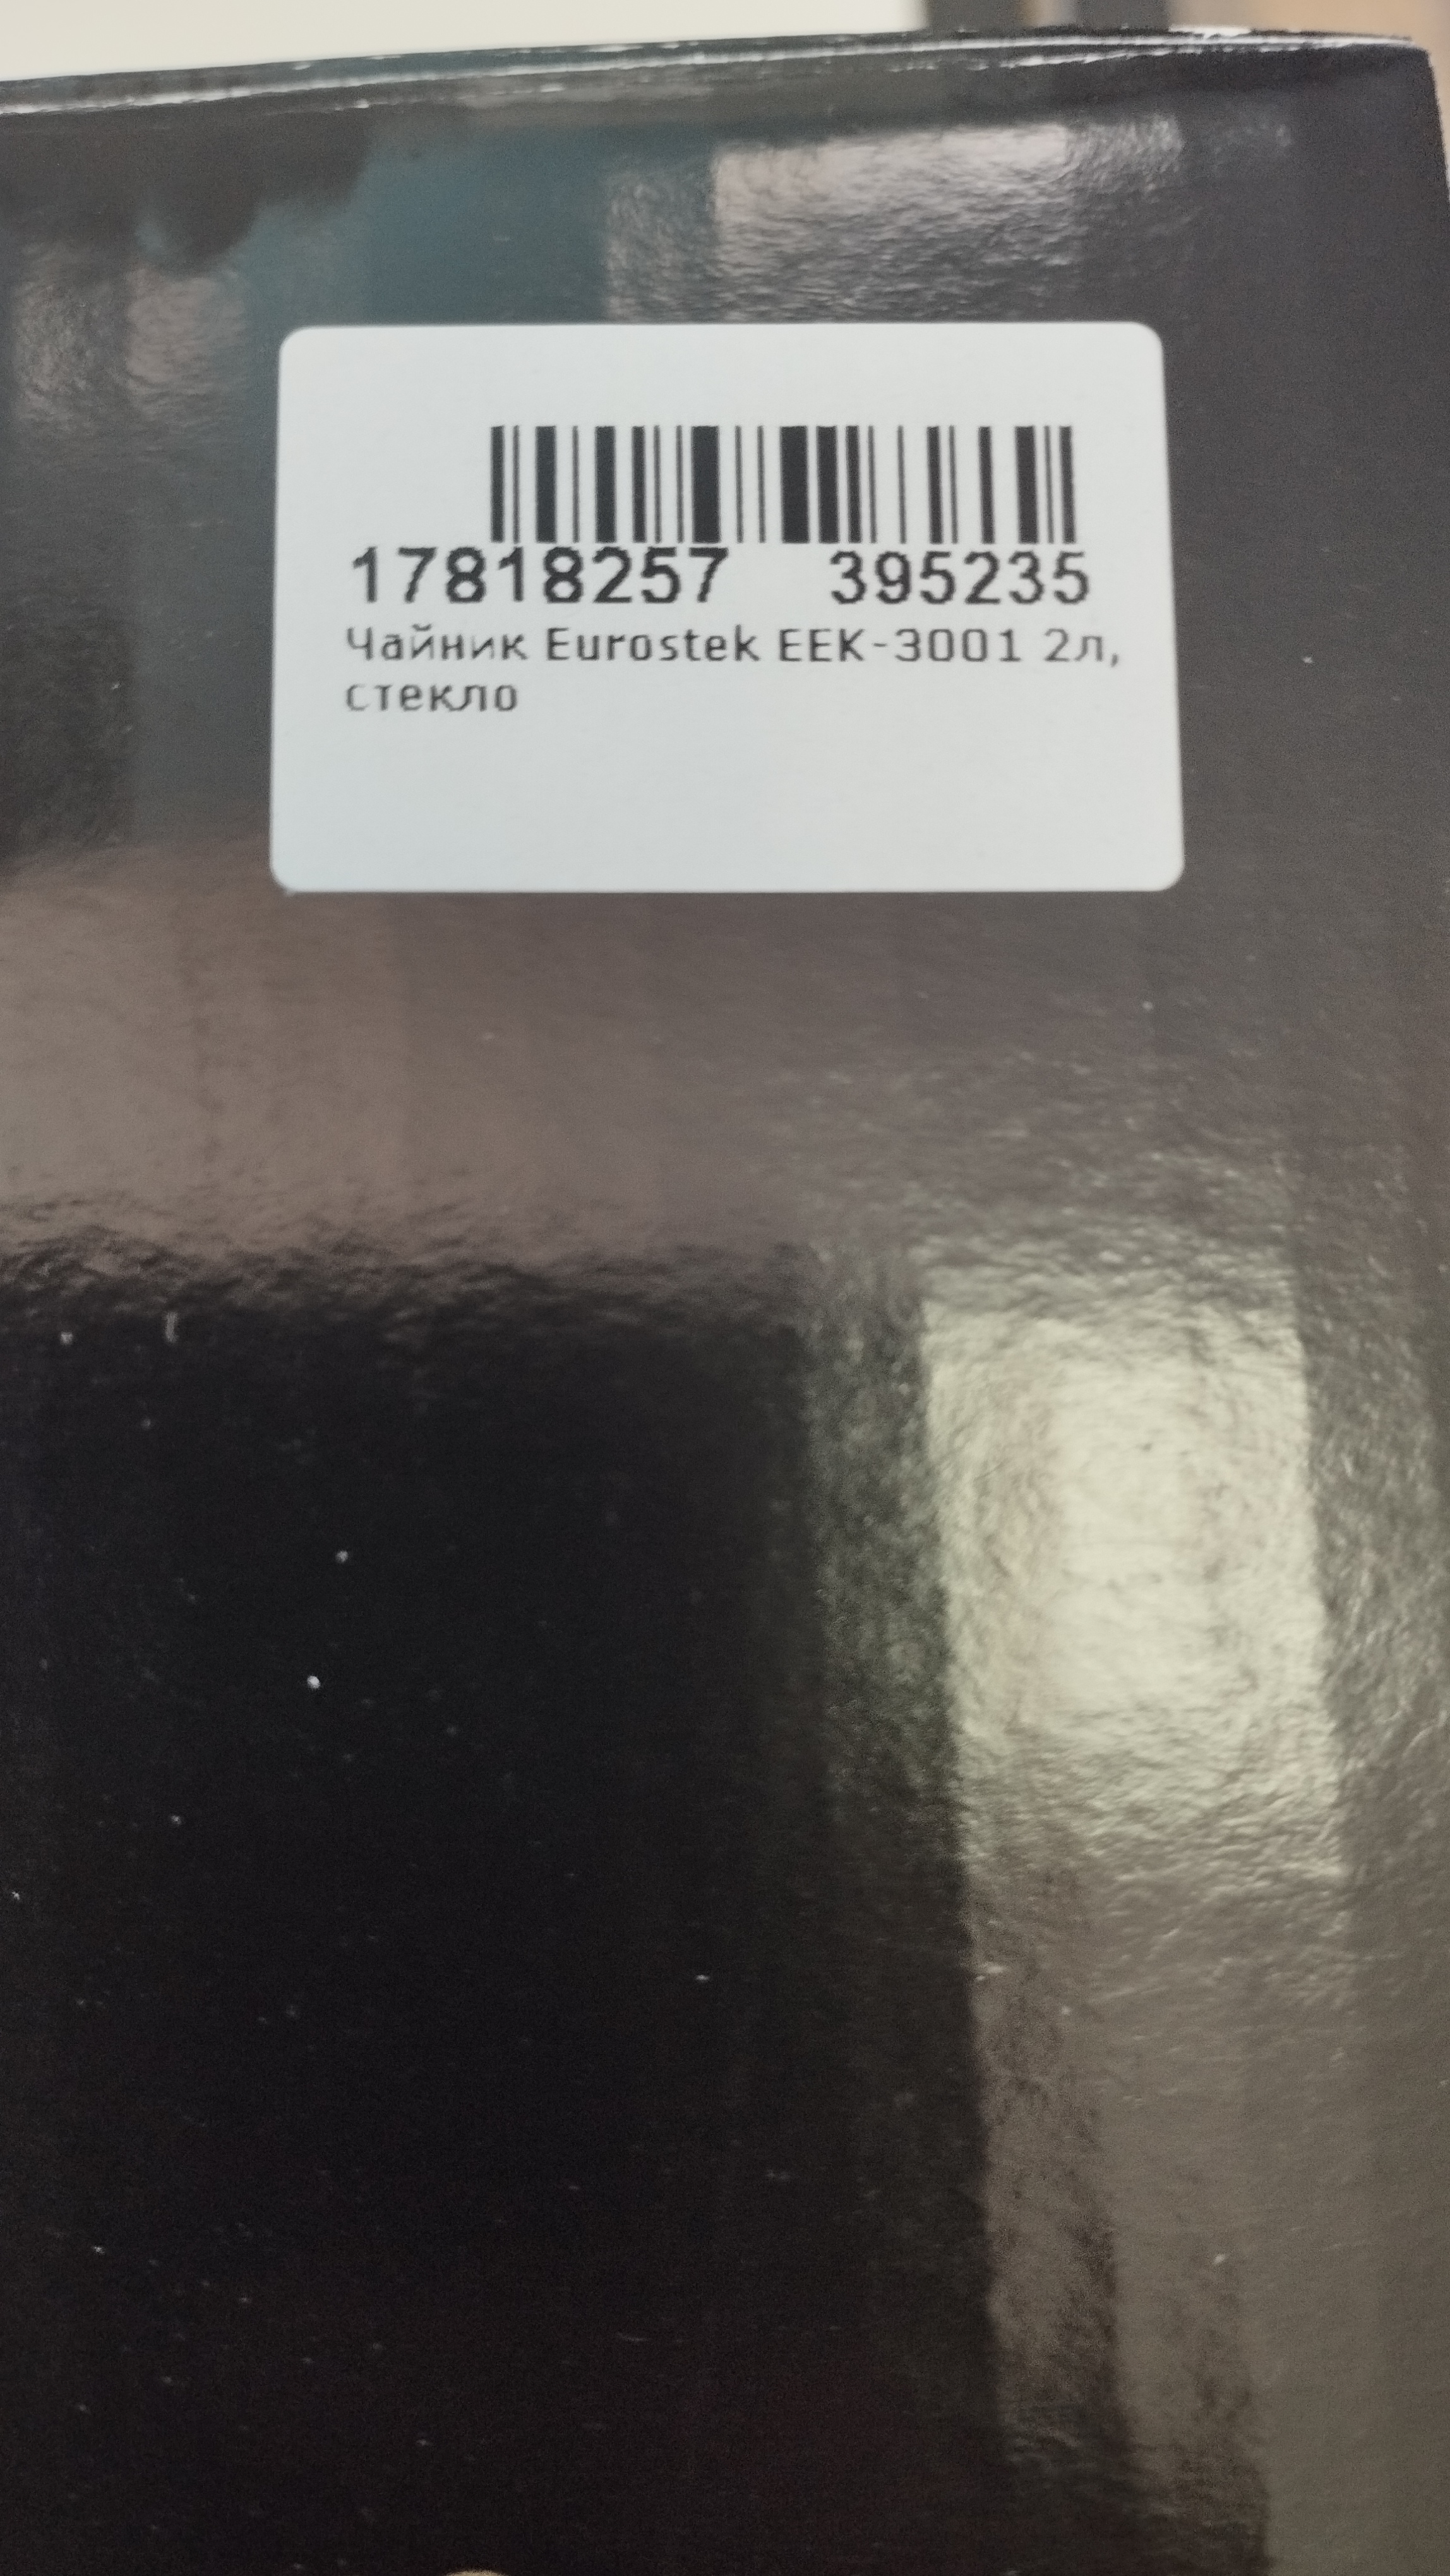 17818257 395235
Чайник Eurostek EEK-3001 2л,
стекло